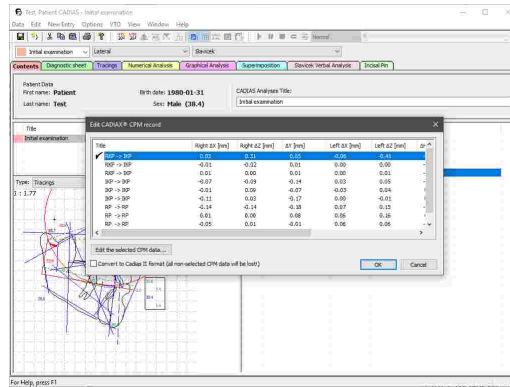 Test, Patient CADIAS - Initial examination
Data Edit New Entry Options VTO View Window Help
Normal
Initial examination Lateral Slavicek
Contents Diagnostic sheet Tracings Numerical Analysis Graphical Analysis Superimposition Slavicek Verbal Analysis Incisal Pin
Patient Data
First name: Patient Birth date: 1980-01-31 CADIAS Analyses Title:
Last name: Test Sex: Male (38.4) Initial examination
Title
Initial examination
Edit CADIAX® CPM record
Title Right ΔX [mm] Right ΔZ [mm] ΔY [mm] Left ΔX [mm] Left ΔZ [mm]
RKP -> IKP 0.03 0.31 0.05 -0.06 -0.41
RKP -> IKP -0.01 -0.02 0.01 0.00 0.00
RKP -> IKP 0.01 0.00 0.01 0.00 0.01
IKP -> IKP -0.07 -0.09 -0.14 0.03 0.05
IKP -> IKP -0.01 0.09 -0.07 -0.03 0.04
IKP -> IKP -0.11 0.03 -0.17 0.00 -0.01
RP -> RP -0.14 -0.14 -0.18 0.07 0.15
RP -> RP 0.01 0.00 0.08 0.06 0.16
RP -> RP -0.05 0.01 -0.01 0.06 0.06
Edit the selected CPM data...
Convert to Cadias II format (all non-selected CPM data will be lost!)
OK Cancel
Type: Tracings
1 : 1.77
For Help, press F1